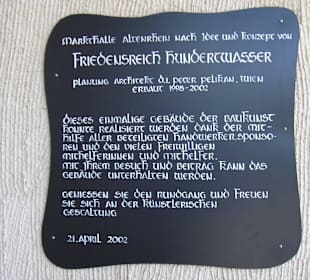 Markthalle Altenrhein nach Idee und Konzept von
Friedensreich Hundertwasser
Planung Architekt D.I. Peter Pelikan, Wien
Erbaut 1998-2002
Dieses einmalige Gebäude der Baukunst
konnte realisiert werden dank der Mit-
hilfe aller beteiligten Handwerker, Sponso-
ren und den vielen freiwilligen
Mithelferinnen und Mithelfer.
Mit Ihrem Besuch und Beitrag kann das
Gebäude unterhalten werden.
Geniessen Sie den Rundgang und freuen
Sie sich an der künstlerischen
Gestaltung
21. April 2002